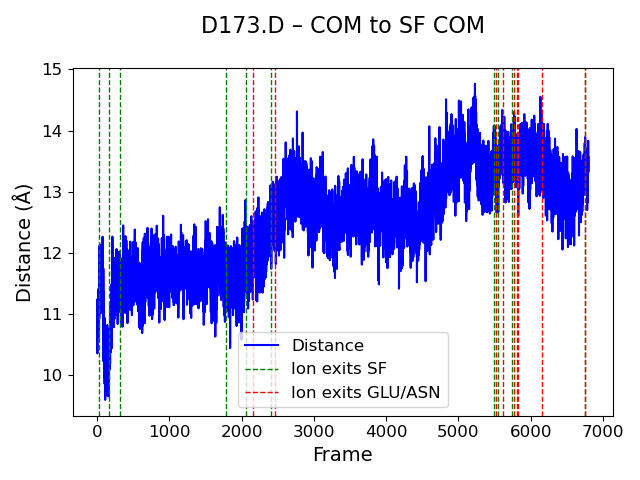 D173.D – COM to SF COM
Distance (Å)
15
14
13
12
11
10
Distance
Ion exits SF
Ion exits GLU/ASN
0 1000 2000 3000 4000 5000 6000 7000
Frame